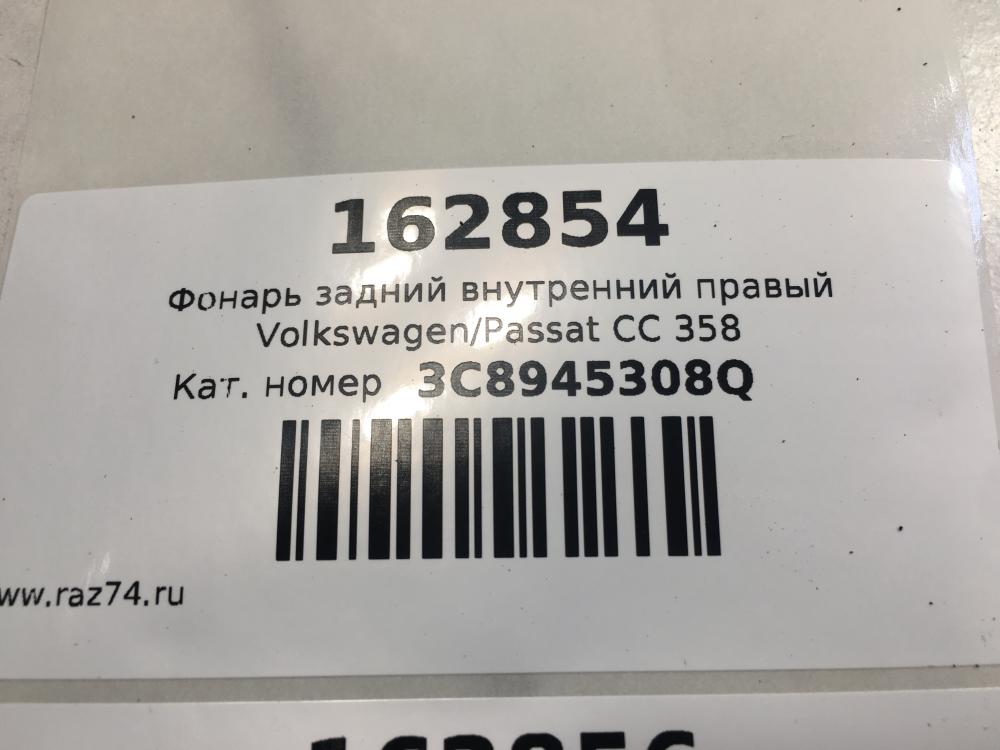 162854
Фонарь задний внутренний правый
Volkswagen/Passat CC 358
Кат. номер 3C8945308Q
www.raz74.ru